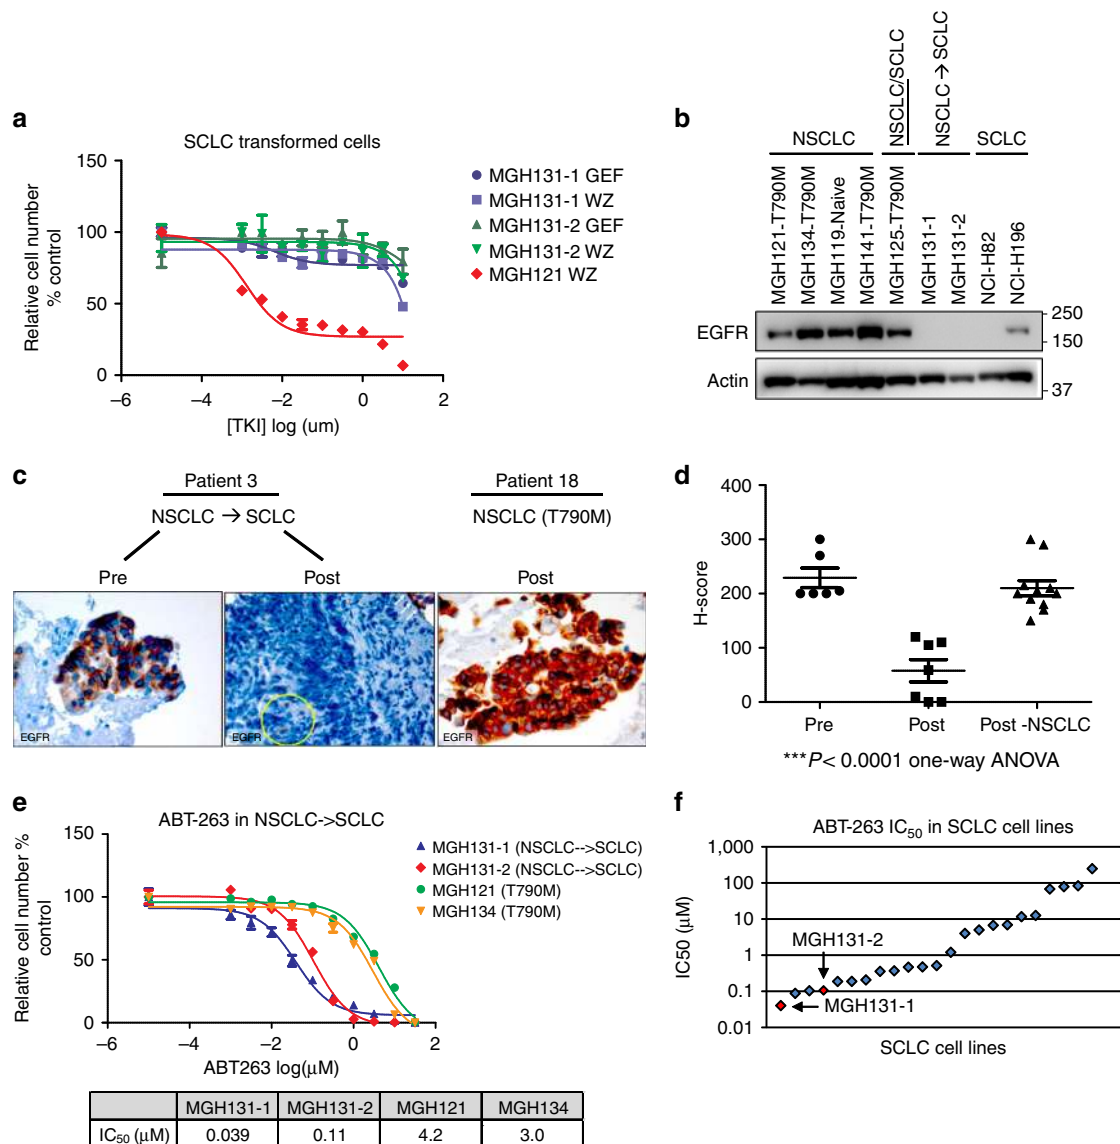 a
SCLC transformed cells
Relative cell number
% control
150
100
50
0
−6
−4
−2
0
2
[TKI] log (um)
MGH131-1 GEF
MGH131-1 WZ
MGH131-2 GEF
MGH131-2 WZ
MGH121 WZ
b
NSCLC
NSCLC/SCLC
NSCLC → SCLC
SCLC
MGH121-T790M
MGH134-T790M
MGH119-Naive
MGH141-T790M
MGH125-T790M
MGH131-1
MGH131-2
NCI-H82
NCI-H196
EGFR
250
150
Actin
37
c
Patient 3
NSCLC → SCLC
Patient 18
NSCLC (T790M)
Pre
Post
Post
EGFR
EGFR
EGFR
d
H-score
400
300
200
100
0
Pre
Post
Post -NSCLC
***P< 0.0001 one-way ANOVA
e
ABT-263 in NSCLC->SCLC
Relative cell number %
control
150
100
50
0
−6
−4
−2
0
2
ABT263 log(μM)
MGH131-1 (NSCLC-->SCLC)
MGH131-2 (NSCLC-->SCLC)
MGH121 (T790M)
MGH134 (T790M)
MGH131-1 MGH131-2 MGH121 MGH134
IC50 (μM) 0.039 0.11 4.2 3.0
f
ABT-263 IC50 in SCLC cell lines
IC50 (μM)
1,000
100
10
1
0.1
0.01
MGH131-2
MGH131-1
SCLC cell lines